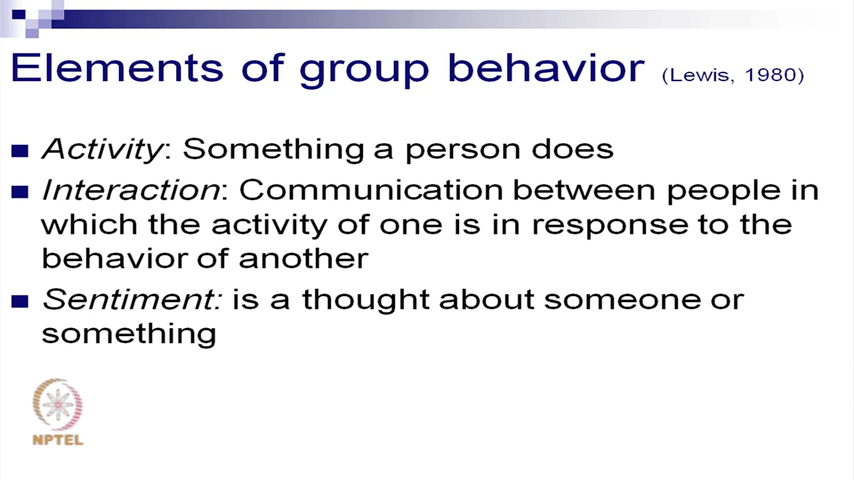 Elements of group behavior (Lewis, 1980)
Activity: Something a person does
Interaction: Communication between people in
which the activity of one is in response to the
behavior of another
Sentiment: is a thought about someone or
something
NPTEL